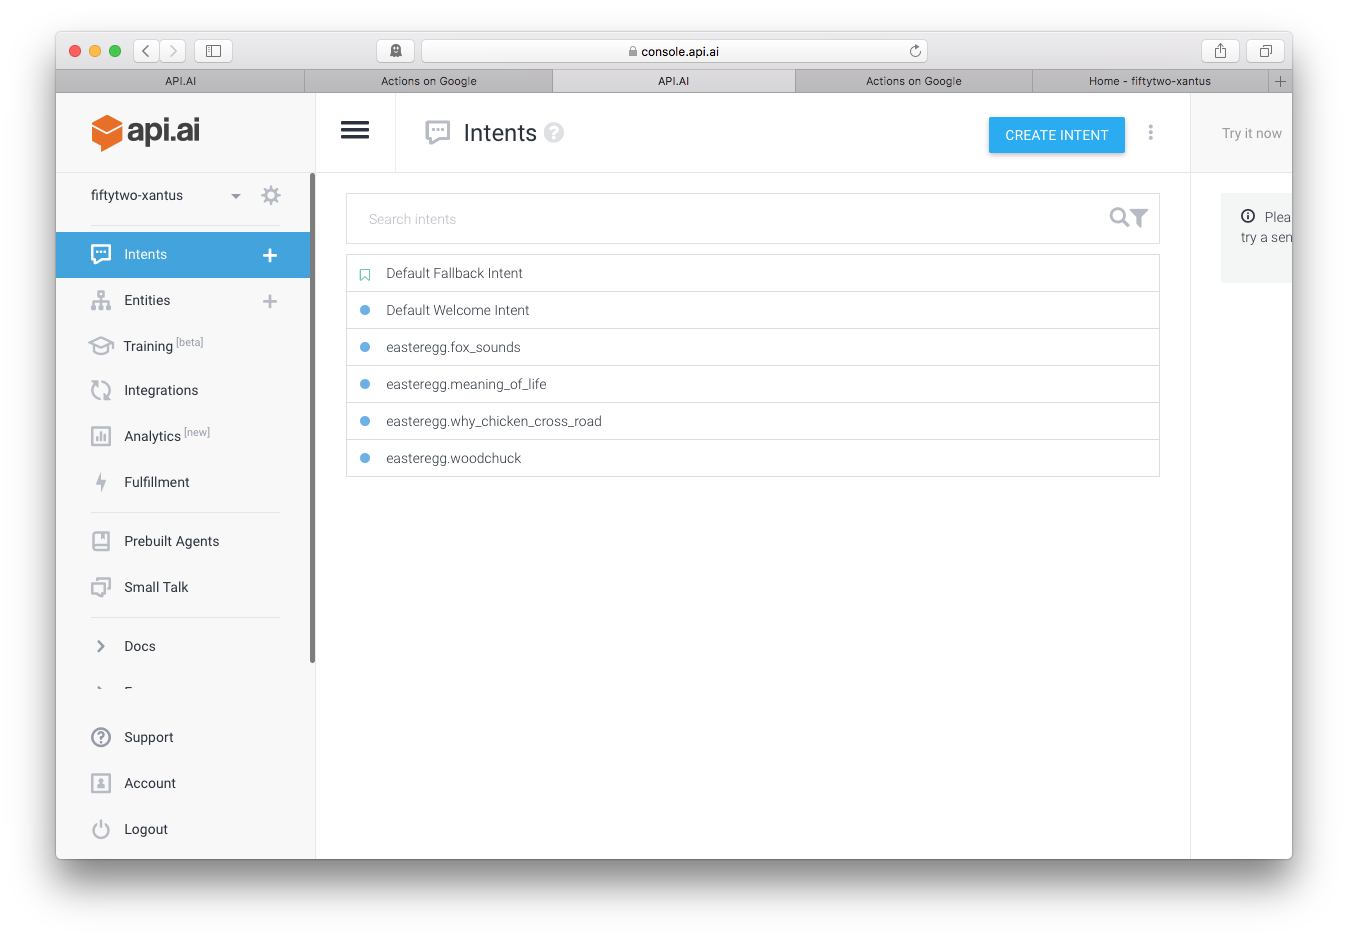 console.api.ai
API.AI
Actions on Google
API.AI
Actions on Google
Home - fiftytwo-xantus
api.ai
Intents
CREATE INTENT
Try it now
fiftytwo-xantus
Intents
Entities
Training [beta]
Integrations
Analytics [new]
Fulfillment
Prebuilt Agents
Small Talk
Docs
Support
Account
Logout
Search intents
Default Fallback Intent
Default Welcome Intent
easteregg.fox_sounds
easteregg.meaning_of_life
easteregg.why_chicken_cross_road
easteregg.woodchuck
Plea
try a sen